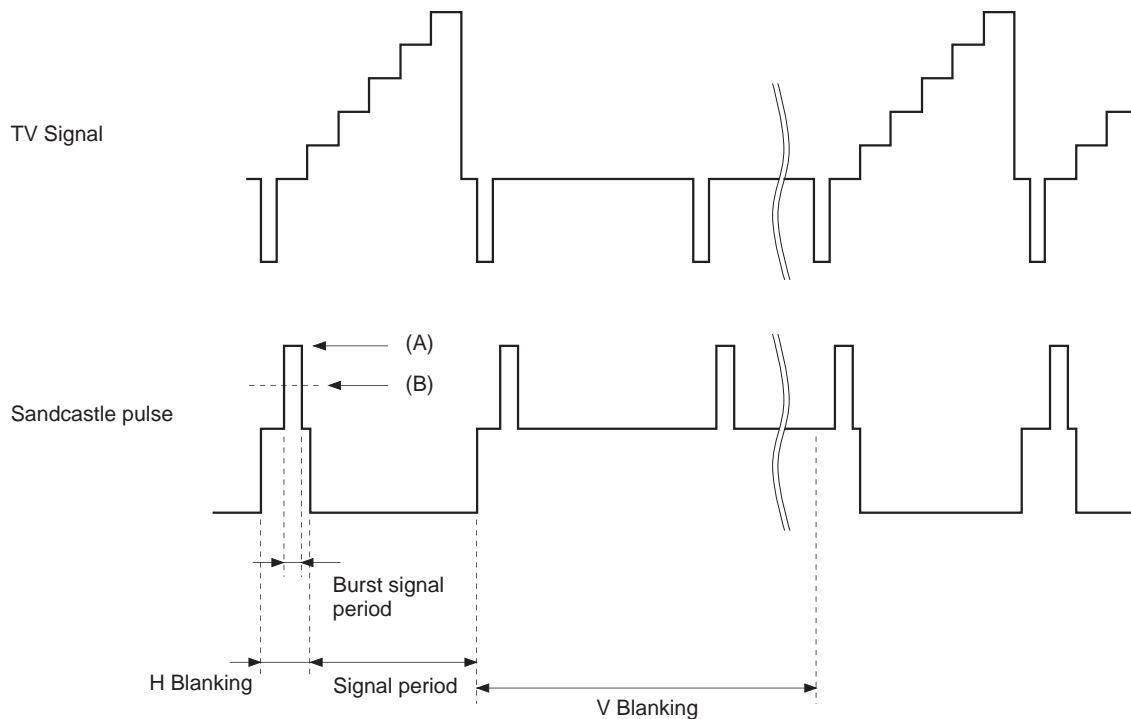 TV Signal
(A)
(B)
Sandcastle pulse
Burst signal
period
H Blanking
Signal period
V Blanking